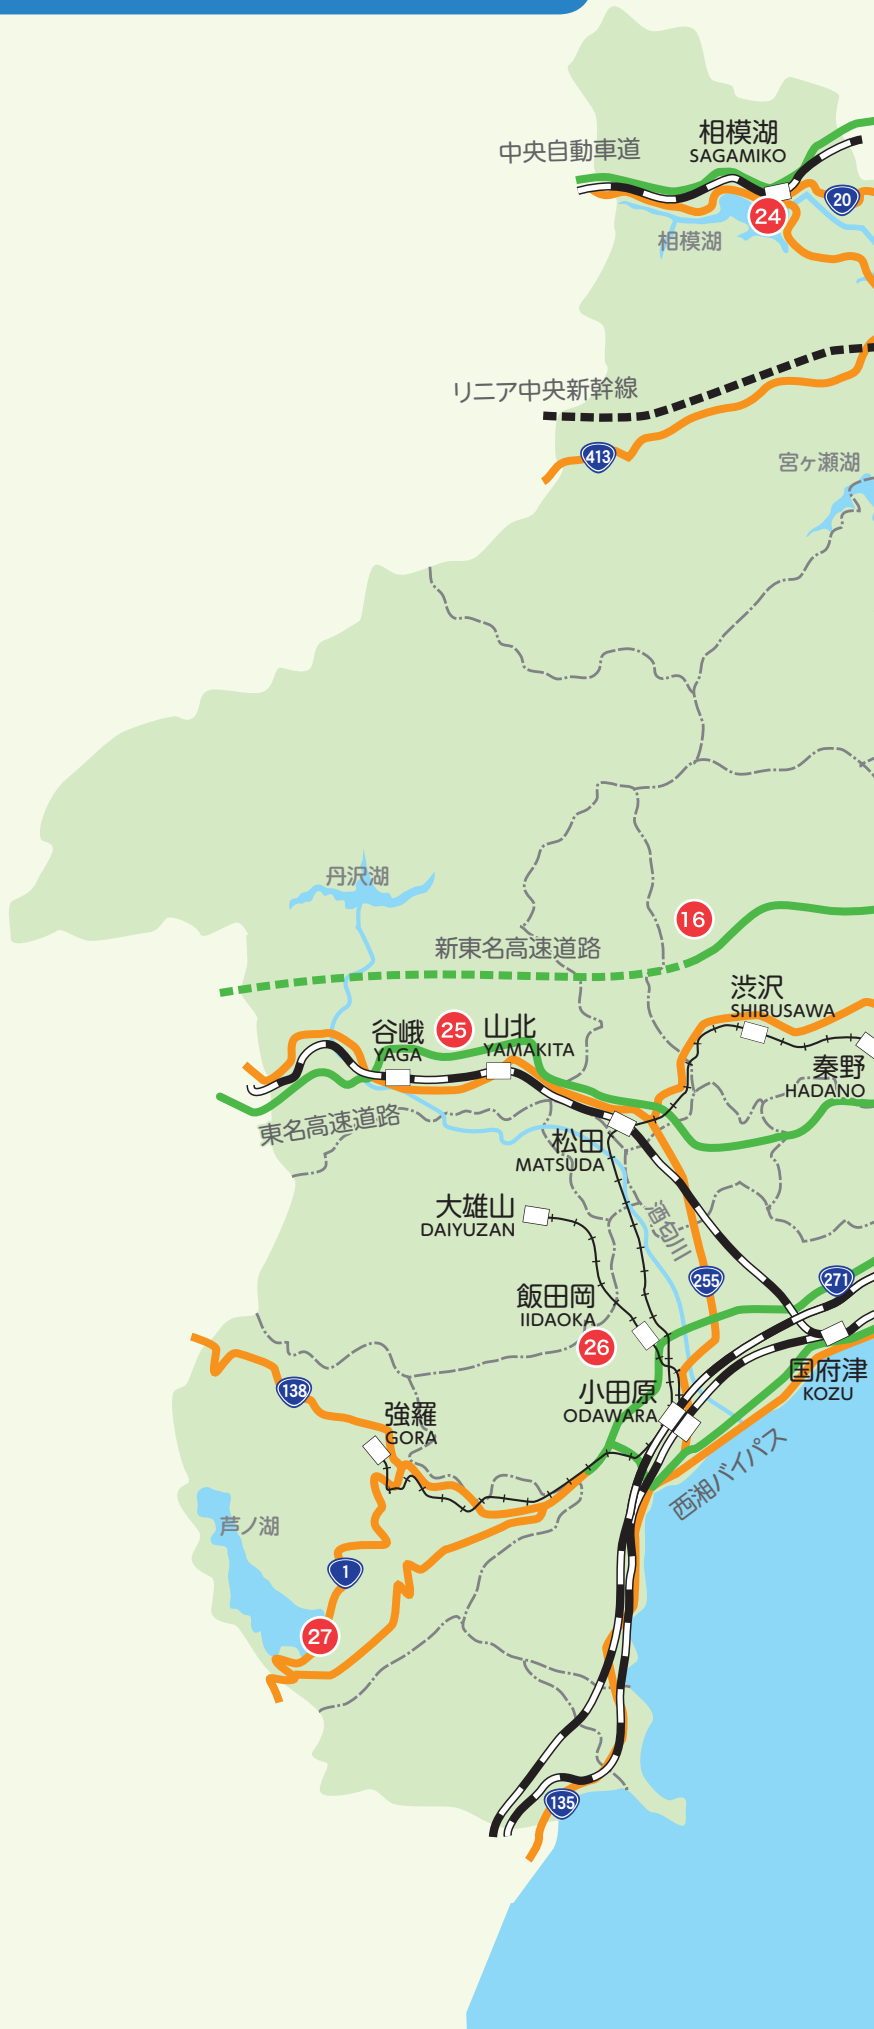 相模湖
SAGAMIKO
中央自動車道
20
24
相模湖
リニア中央新幹線
413
宮ヶ瀬湖
丹沢湖
16
新東名高速道路
渋沢
SHIBUSAWA
谷峨
YAGA
25
山北
YAMAKITA
秦野
HADANO
東名高速道路
松田
MATSUDA
大雄山
DAIYUZAN
酒匂川
255
271
飯田岡
IIDAOKA
26
国府津
KOZU
138
小田原
ODAWARA
強羅
GORA
西湘バイパス
芦ノ湖
1
27
135